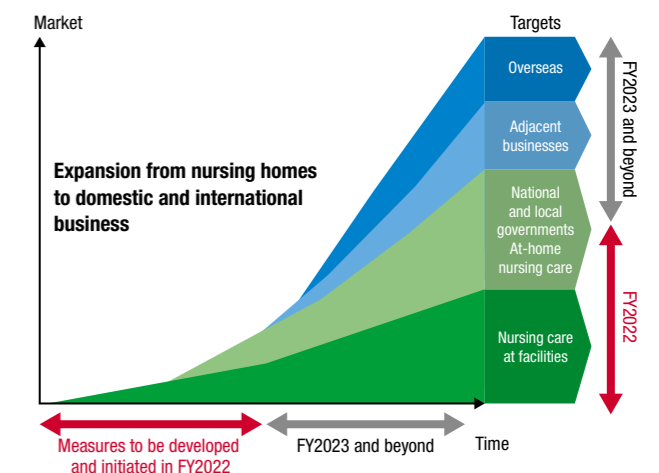 Market
Targets
Overseas
Adjacent
businesses
Expansion from nursing homes
to domestic and international
business
National
and local
governments
At-home
nursing care
Nursing care
at facilities
FY2023 and beyond
FY2022
Measures to be developed
and initiated in FY2022
FY2023 and beyond
Time